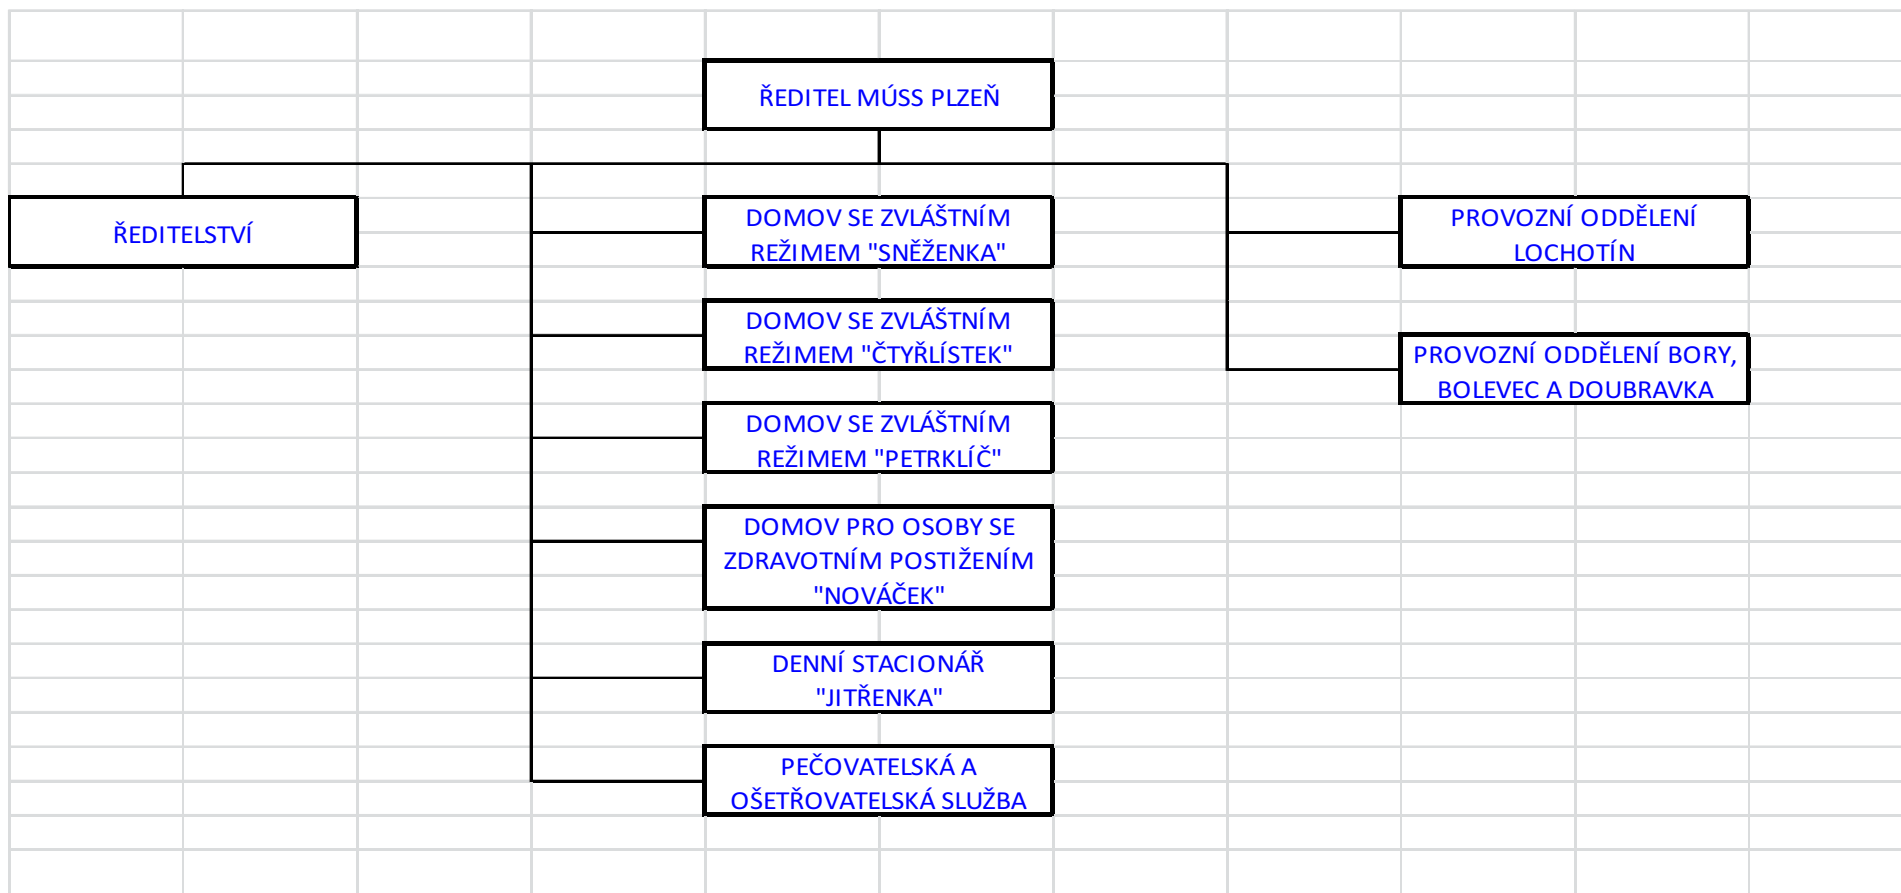 ŘEDITEL MÚSS PLZEŇ
ŘEDITELSTVÍ
DOMOV SE ZVLÁŠTNÍM
REŽIMEM "SNĚŽENKA"
DOMOV SE ZVLÁŠTNÍM
REŽIMEM "ČTYŘLÍSTEK"
DOMOV SE ZVLÁŠTNÍM
REŽIMEM "PETRKLÍČ"
DOMOV PRO OSOBY SE
ZDRAVOTNÍM POSTIŽENÍM
"NOVÁČEK"
DENNÍ STACIONÁŘ
"JITŘENKA"
PEČOVATELSKÁ A
OŠETŘOVATELSKÁ SLUŽBA
PROVOZNÍ ODDĚLENÍ
LOCHOTÍN
PROVOZNÍ ODDĚLENÍ BORY,
BOLEVEC A DOUBRAVKA